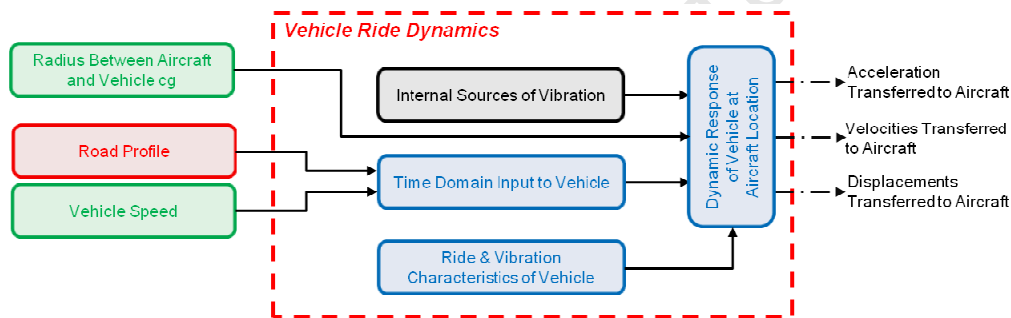 Vehicle Ride Dynamics
Radius Between Aircraft
and Vehicle cg
Road Profile
Vehicle Speed
Internal Sources of Vibration
Time Domain Input to Vehicle
Ride & Vibration
Characteristics of Vehicle
Dynamic Response
of Vehicle at
Aircraft Location
Acceleration
Transferred to Aircraft
Velocities Transferred
to Aircraft
Displacements
Transferred to Aircraft